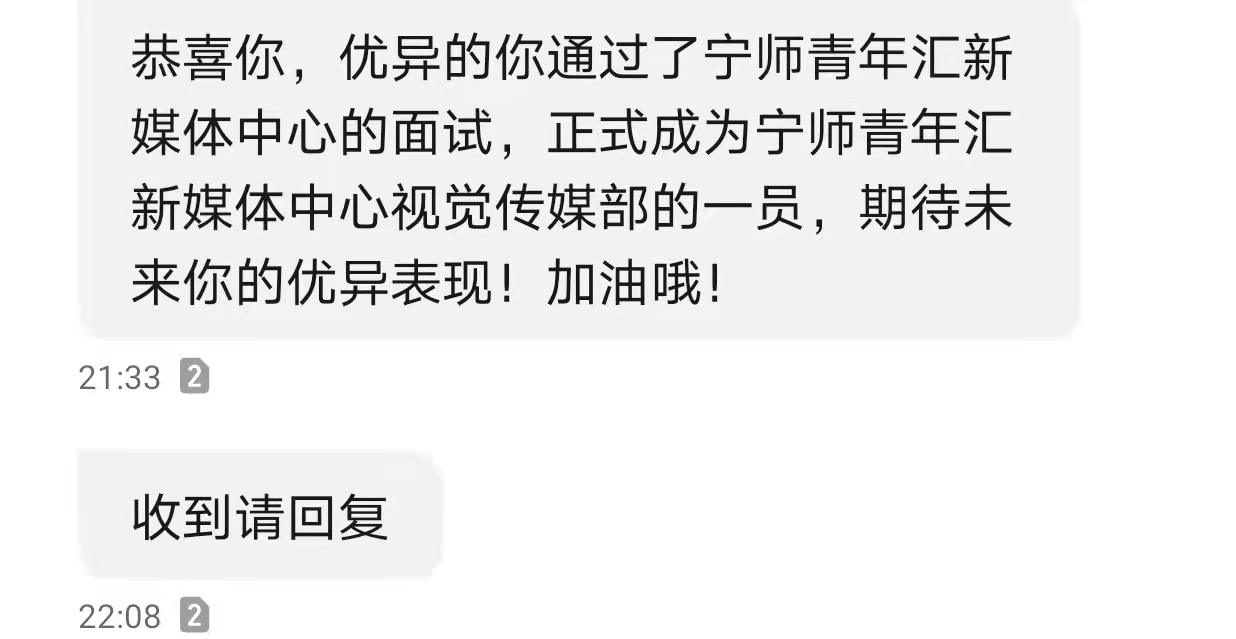 恭喜你，优异的你通过了宁师青年汇新
媒体中心的面试，正式成为宁师青年汇
新媒体中心视觉传媒部的一员，期待未
来你的优异表现！加油哦！
21:33 2
收到请回复
22:08 2